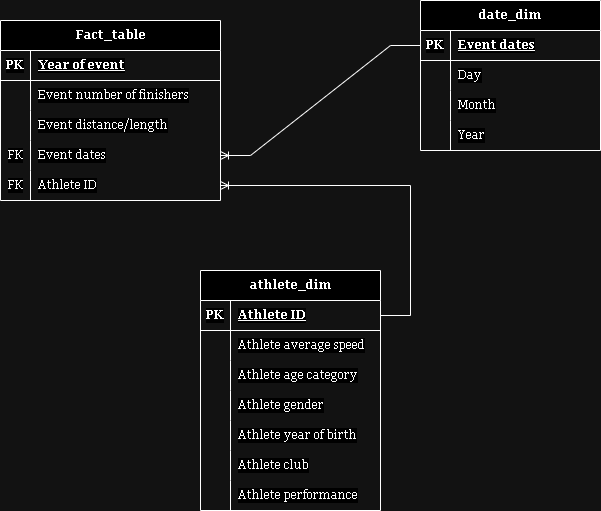 Fact_table
PK Year of event
Event number of finishers
Event distance/length
FK Event dates
FK Athlete ID
date_dim
PK Event dates
Day
Month
Year
athlete_dim
PK Athlete ID
Athlete average speed
Athlete age category
Athlete gender
Athlete year of birth
Athlete club
Athlete performance